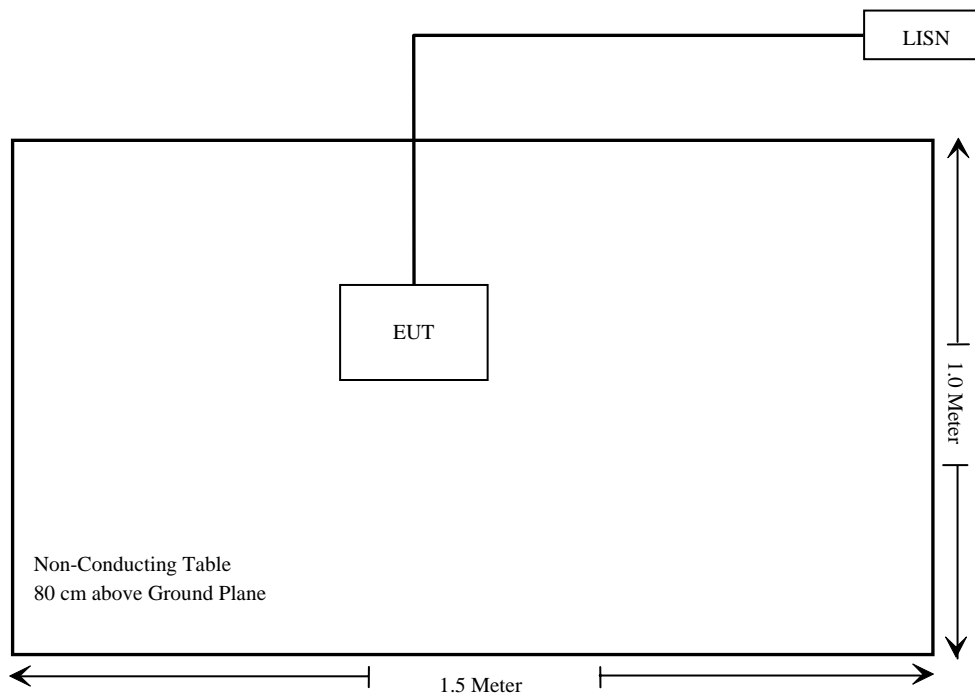 LISN
EUT
1.0 Meter
Non-Conducting Table
80 cm above Ground Plane
1.5 Meter